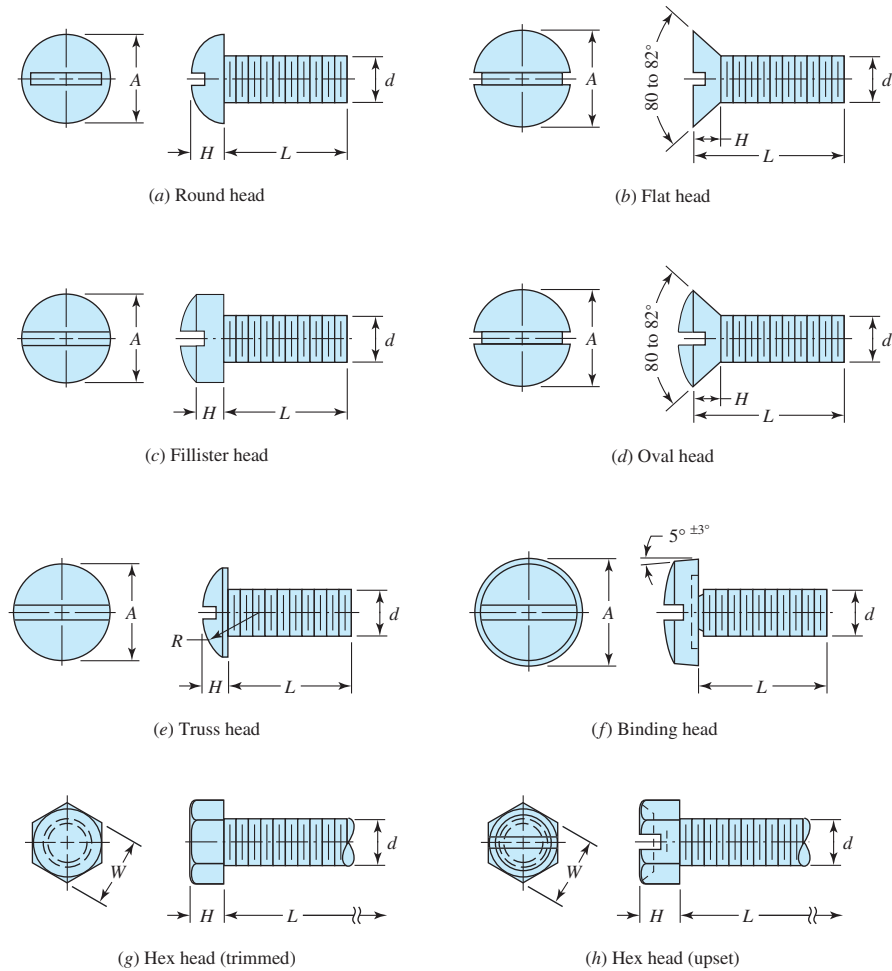 A
d
H
L
(a) Round head
A
80 to 82°
d
H
L
(b) Flat head
A
d
H
L
(c) Fillister head
A
80 to 82°
d
H
L
(d) Oval head
A
R
d
H
L
(e) Truss head
5° ±3°
A
d
L
(f) Binding head
W
d
H
L
(g) Hex head (trimmed)
W
d
H
L
(h) Hex head (upset)